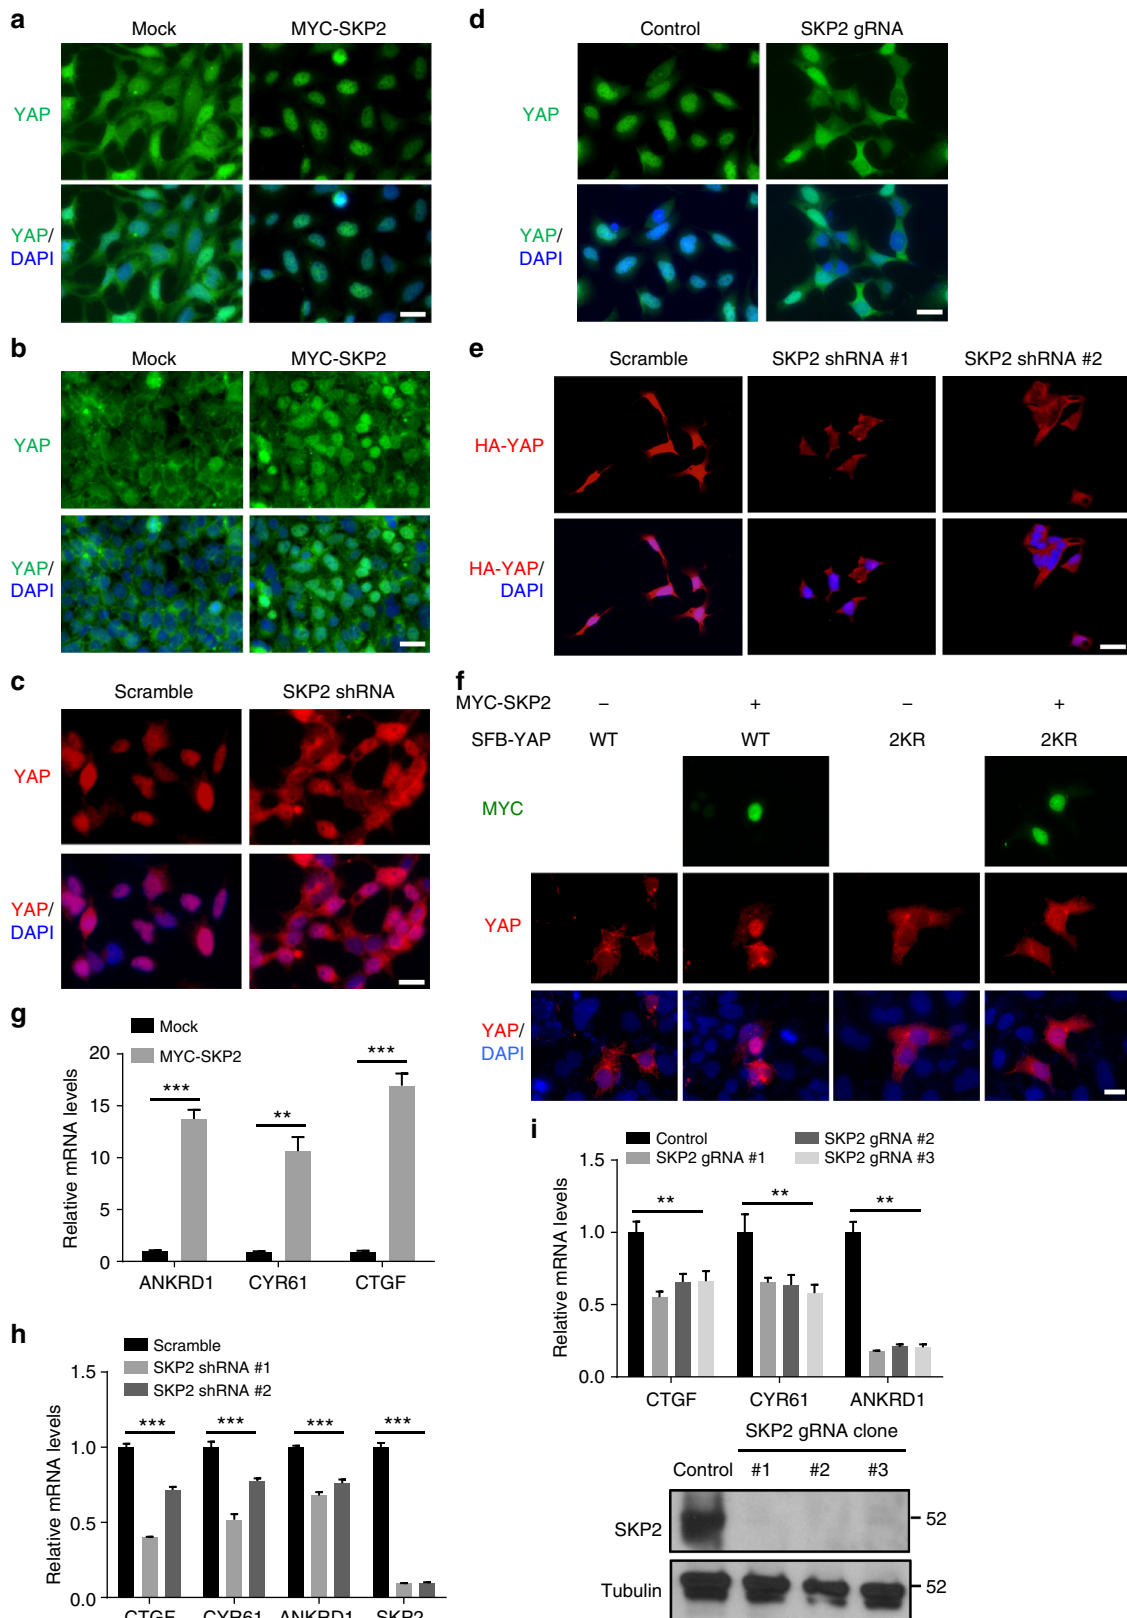 a
Mock MYC-SKP2
YAP
YAP/
DAPI
b
Mock MYC-SKP2
YAP
YAP/
DAPI
c
Scramble SKP2 shRNA
YAP
YAP/
DAPI
d
Control SKP2 gRNA
YAP
YAP/
DAPI
e
Scramble SKP2 shRNA #1 SKP2 shRNA #2
HA-YAP
HA-YAP/
DAPI
f
MYC-SKP2 – + – +
SFB-YAP WT WT 2KR 2KR
MYC
YAP
YAP/
DAPI
g
Mock
MYC-SKP2
Relative mRNA levels
20
15
10
5
0
*** ** ***
ANKRD1 CYR61 CTGF
h
Scramble
SKP2 shRNA #1
SKP2 shRNA #2
Relative mRNA levels
1.5
1.0
0.5
0.0
*** *** *** ***
CTGF CYR61 ANKRD1 SKP2
i
Control SKP2 gRNA #2
SKP2 gRNA #1 SKP2 gRNA #3
Relative mRNA levels
1.5
1.0
0.5
0.0
** ** **
CTGF CYR61 ANKRD1
SKP2 gRNA clone
Control #1 #2 #3
SKP2 52
Tubulin 52